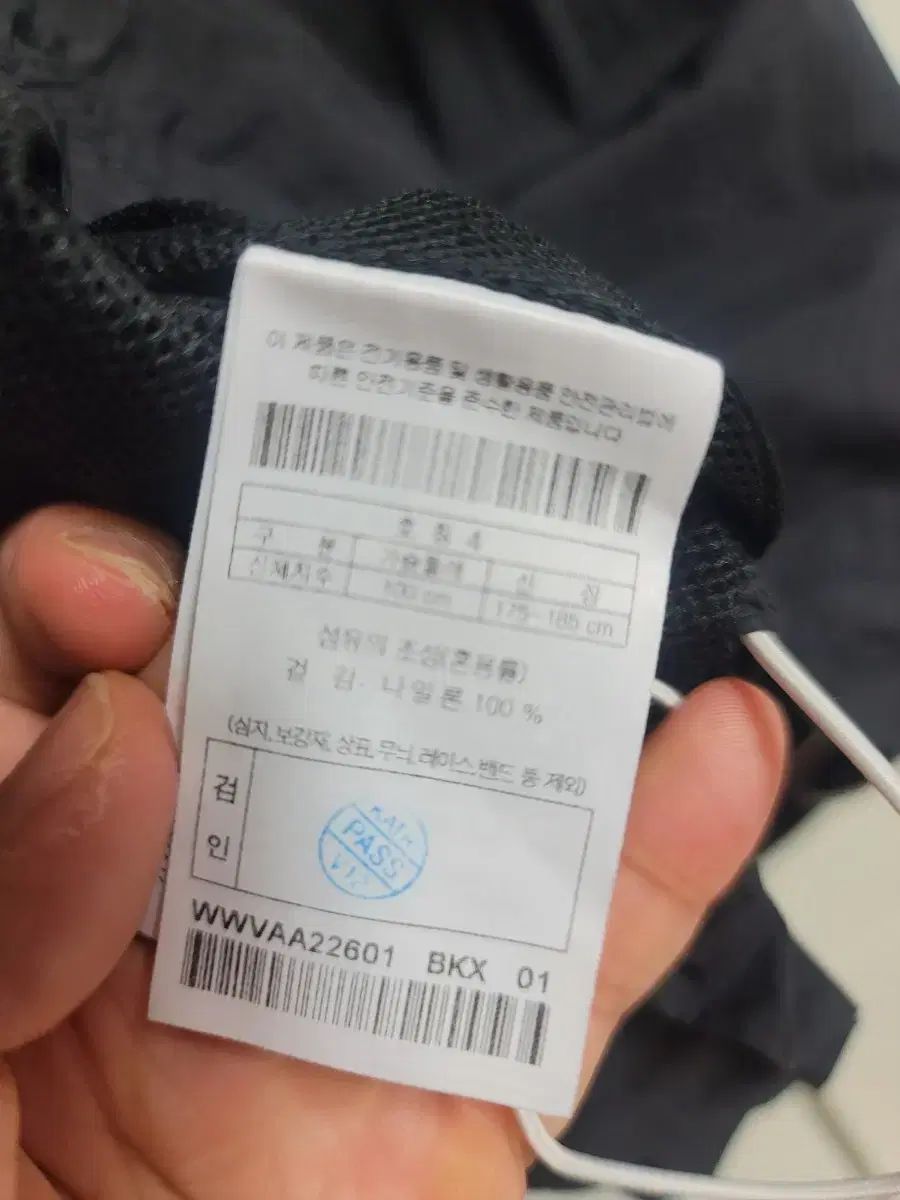 이 제품은 전기용품 및 생활용품 안전관리법에
따른 안전기준을 준수한 제품입니다
호 칭 4
구 분 가슴둘레 신 장
신체치수 100 cm 175~185 cm
섬유의 조성(혼용률)
겉 감: 나일론 100 %
(심지, 보강재, 상표, 무늬, 레이스, 밴드 등 제외)
검
인
PASS
WWVAA22601 BKX 01